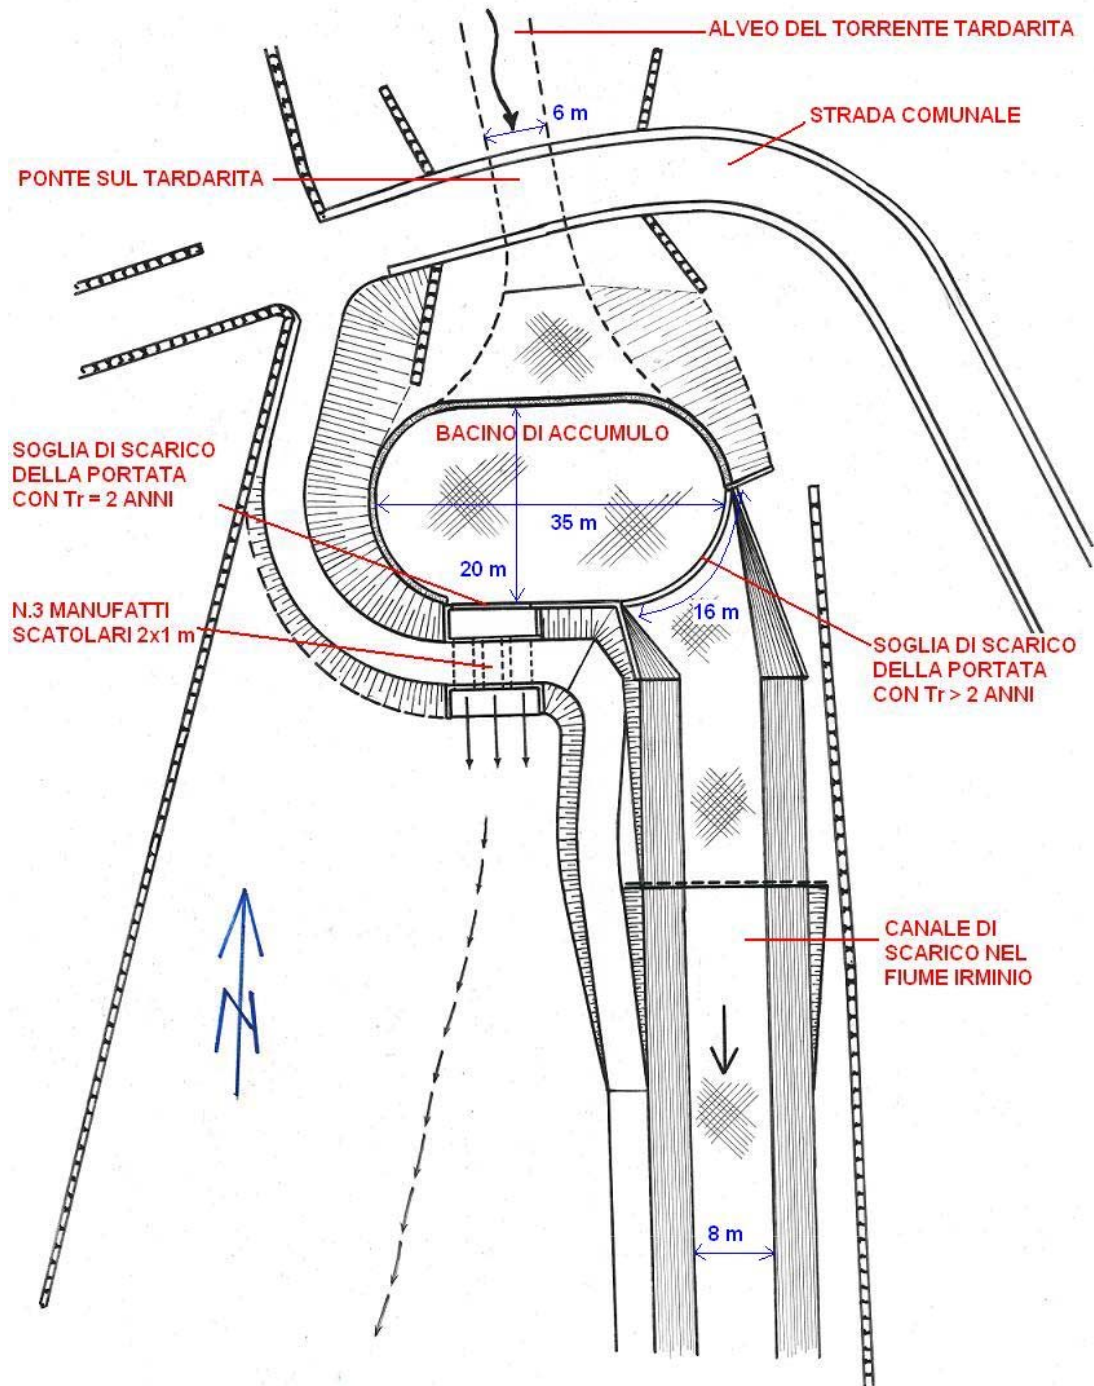 ALVEO DEL TORRENTE TARDARITA
6 m
STRADA COMUNALE
PONTE SUL TARDARITA
BACINO DI ACCUMULO
SOGLIA DI SCARICO
DELLA PORTATA
CON Tr = 2 ANNI
35 m
20 m
N.3 MANUFATTI
SCATOLARI 2x1 m
16 m
SOGLIA DI SCARICO
DELLA PORTATA
CON Tr > 2 ANNI
CANALE DI
SCARICO NEL
FIUME IRMINIO
N
8 m